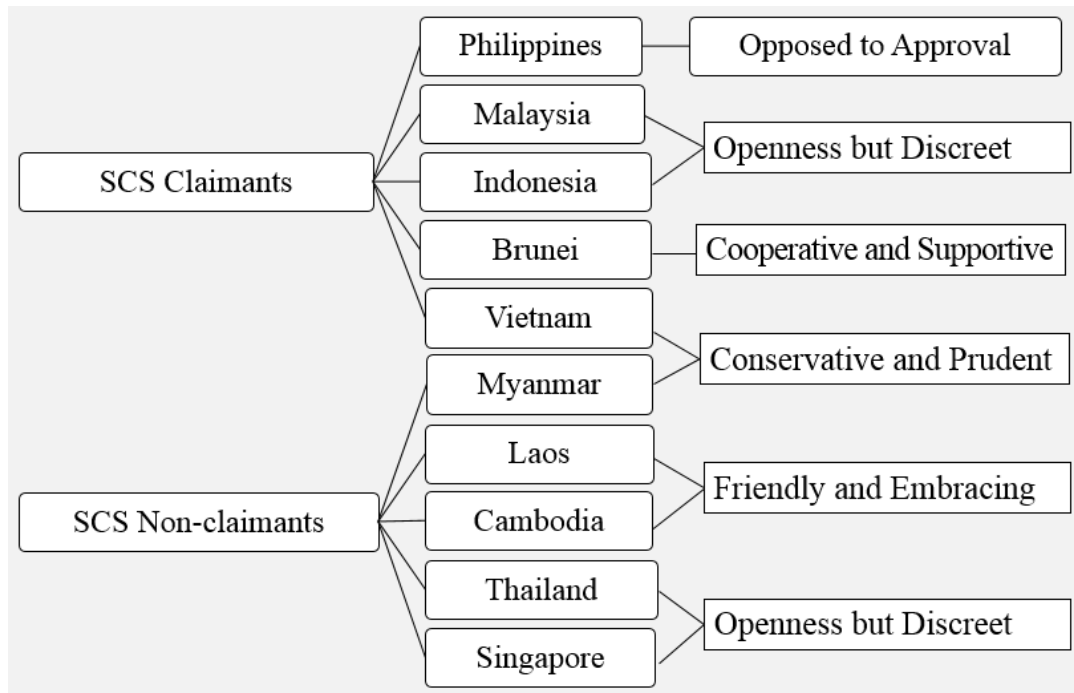 Philippines
Opposed to Approval
Malaysia
Openness but Discreet
SCS Claimants
Indonesia
Brunei
Cooperative and Supportive
Vietnam
Conservative and Prudent
Myanmar
Laos
Friendly and Embracing
SCS Non-claimants
Cambodia
Thailand
Openness but Discreet
Singapore